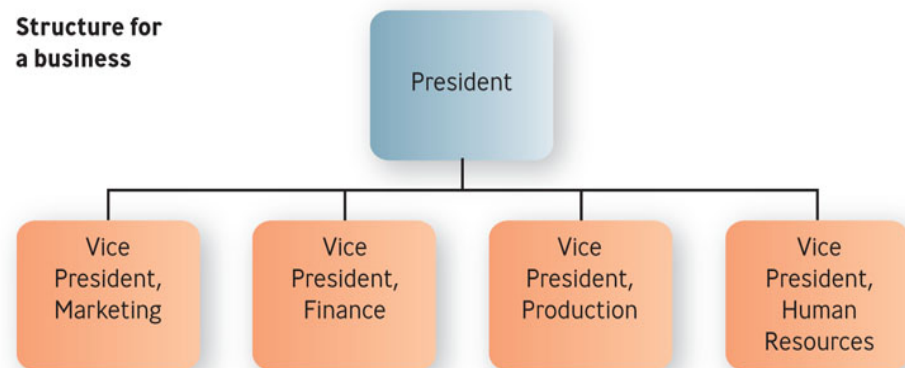 Structure for
a business
President
Vice
President,
Marketing
Vice
President,
Finance
Vice
President,
Production
Vice
President,
Human
Resources